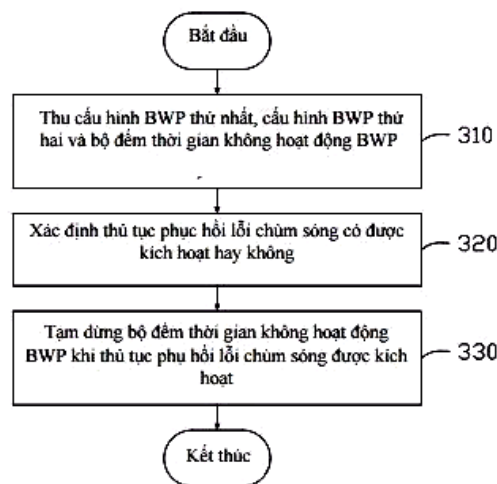 Bắt đầu
Thu cấu hình BWP thứ nhất, cấu hình BWP thứ
hai và bộ đếm thời gian không hoạt động BWP
310
Xác định thủ tục phục hồi lỗi chùm sóng có được
kích hoạt hay không
320
Tạm dừng bộ đếm thời gian không hoạt động
BWP khi thủ tục phụ hồi lỗi chùm sóng được kích
hoạt
330
Kết thúc